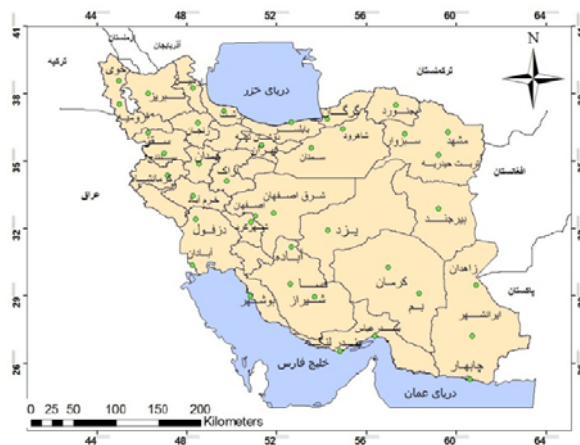 44 48 52 56 60 64
41
ارمنستان
آذربایجان
ترکیه
N
دریای خزر
ترکمنستان
38
خوی
تبریز
گرگان
بجنورد
شاهرود
سبزوار
مشهد
35
تهران
سمنان
تربت حیدریه
افغانستان
همدان
اراک
عراق
خرم آباد
شرق اصفهان
اصفهان
بیرجند
32
دزفول
یزد
آباده
آبادان
زاهدان
کرمان
پاکستان
29
فسا
بوشهر
شیراز
بم
ایرانشهر
بندر عباس
بندر لنگه
26
خلیج فارس
چابهار
دریای عمان
0 25 50 100 150 200
Kilometers
44 48 52 56 60 64